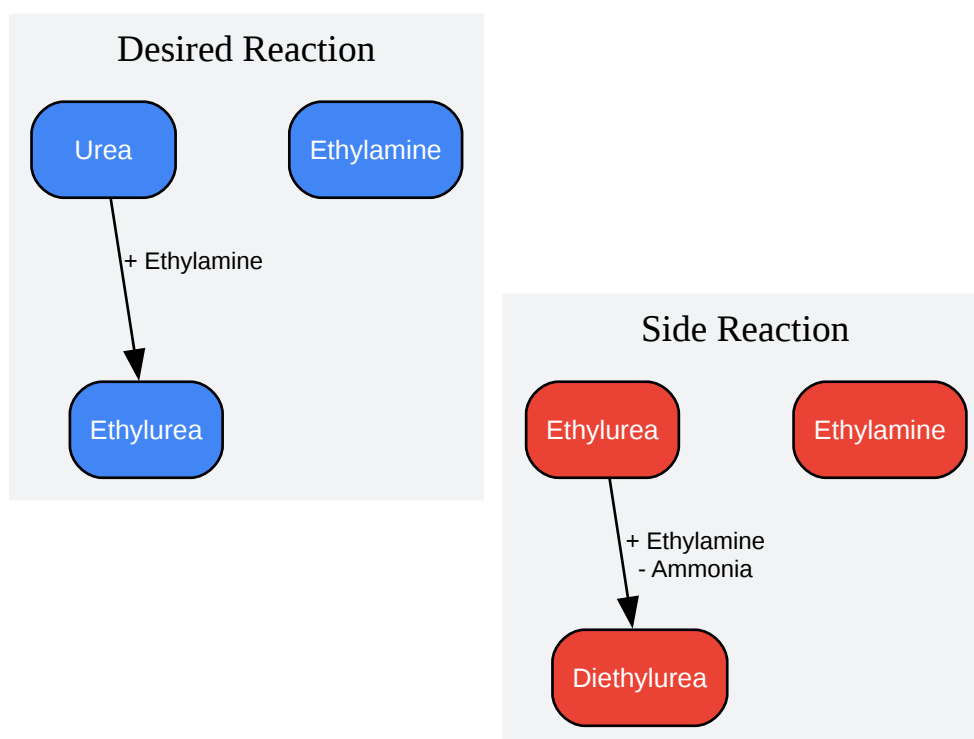 Desired Reaction
Urea
Ethylamine
+ Ethylamine
Ethylurea
Side Reaction
Ethylurea
Ethylamine
+ Ethylamine
- Ammonia
Diethylurea